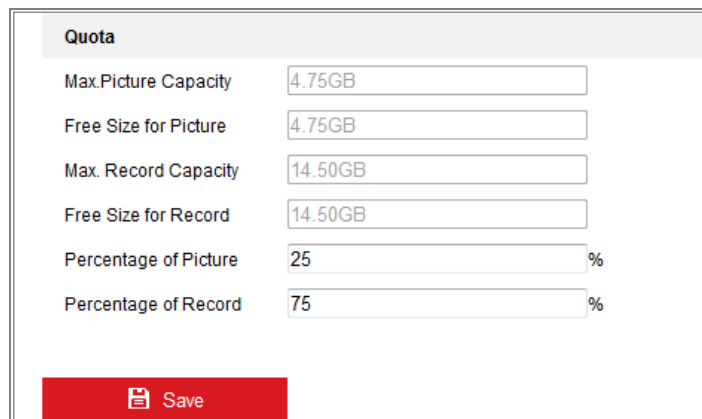 Quota
Max.Picture Capacity 4.75GB
Free Size for Picture 4.75GB
Max. Record Capacity 14.50GB
Free Size for Record 14.50GB
Percentage of Picture 25 %
Percentage of Record 75 %
Save